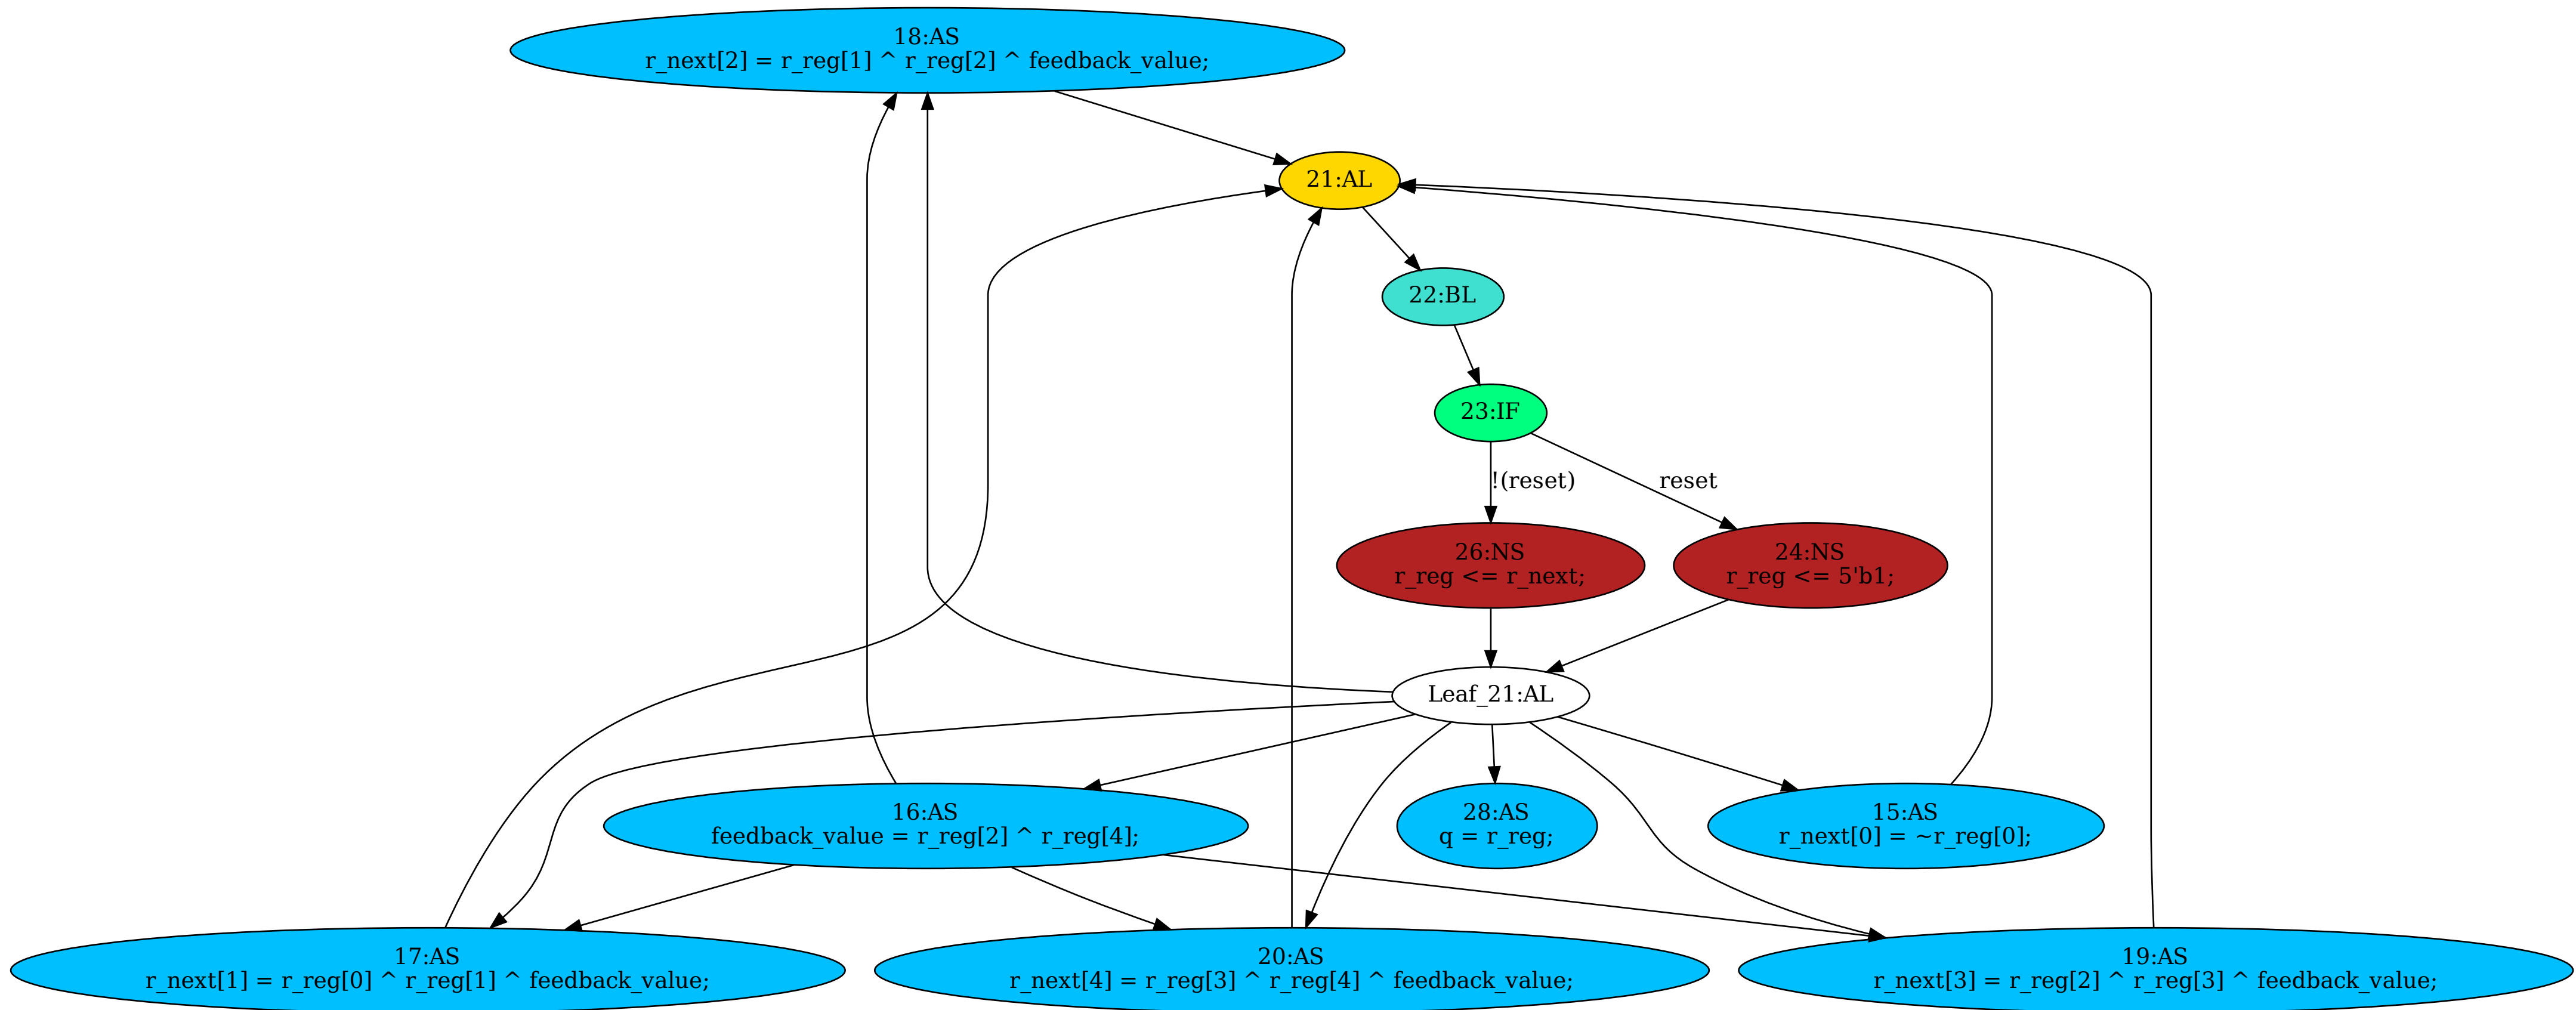 18:AS
r_next[2] = r_reg[1] ^ r_reg[2] ^ feedback_value;
21:AL
22:BL
23:IF
!(reset)
reset
26:NS
r_reg <= r_next;
24:NS
r_reg <= 5'b1;
Leaf_21:AL
16:AS
feedback_value = r_reg[2] ^ r_reg[4];
28:AS
q = r_reg;
15:AS
r_next[0] = ~r_reg[0];
17:AS
r_next[1] = r_reg[0] ^ r_reg[1] ^ feedback_value;
20:AS
r_next[4] = r_reg[3] ^ r_reg[4] ^ feedback_value;
19:AS
r_next[3] = r_reg[2] ^ r_reg[3] ^ feedback_value;